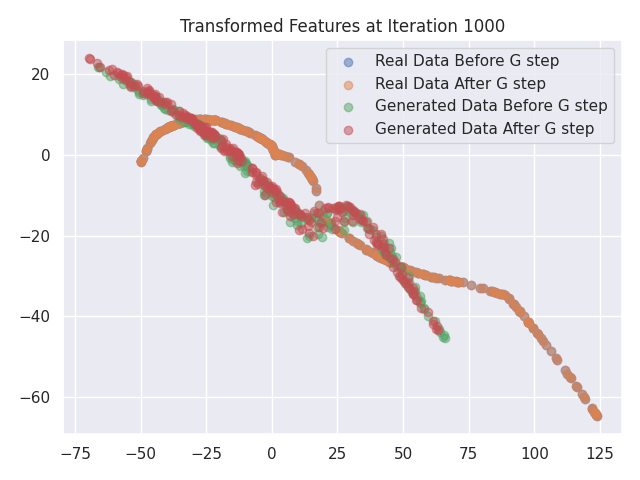 Transformed Features at Iteration 1000
Real Data Before G step
Real Data After G step
Generated Data Before G step
Generated Data After G step
20
0
−20
−40
−60
−75 −50 −25 0 25 50 75 100 125